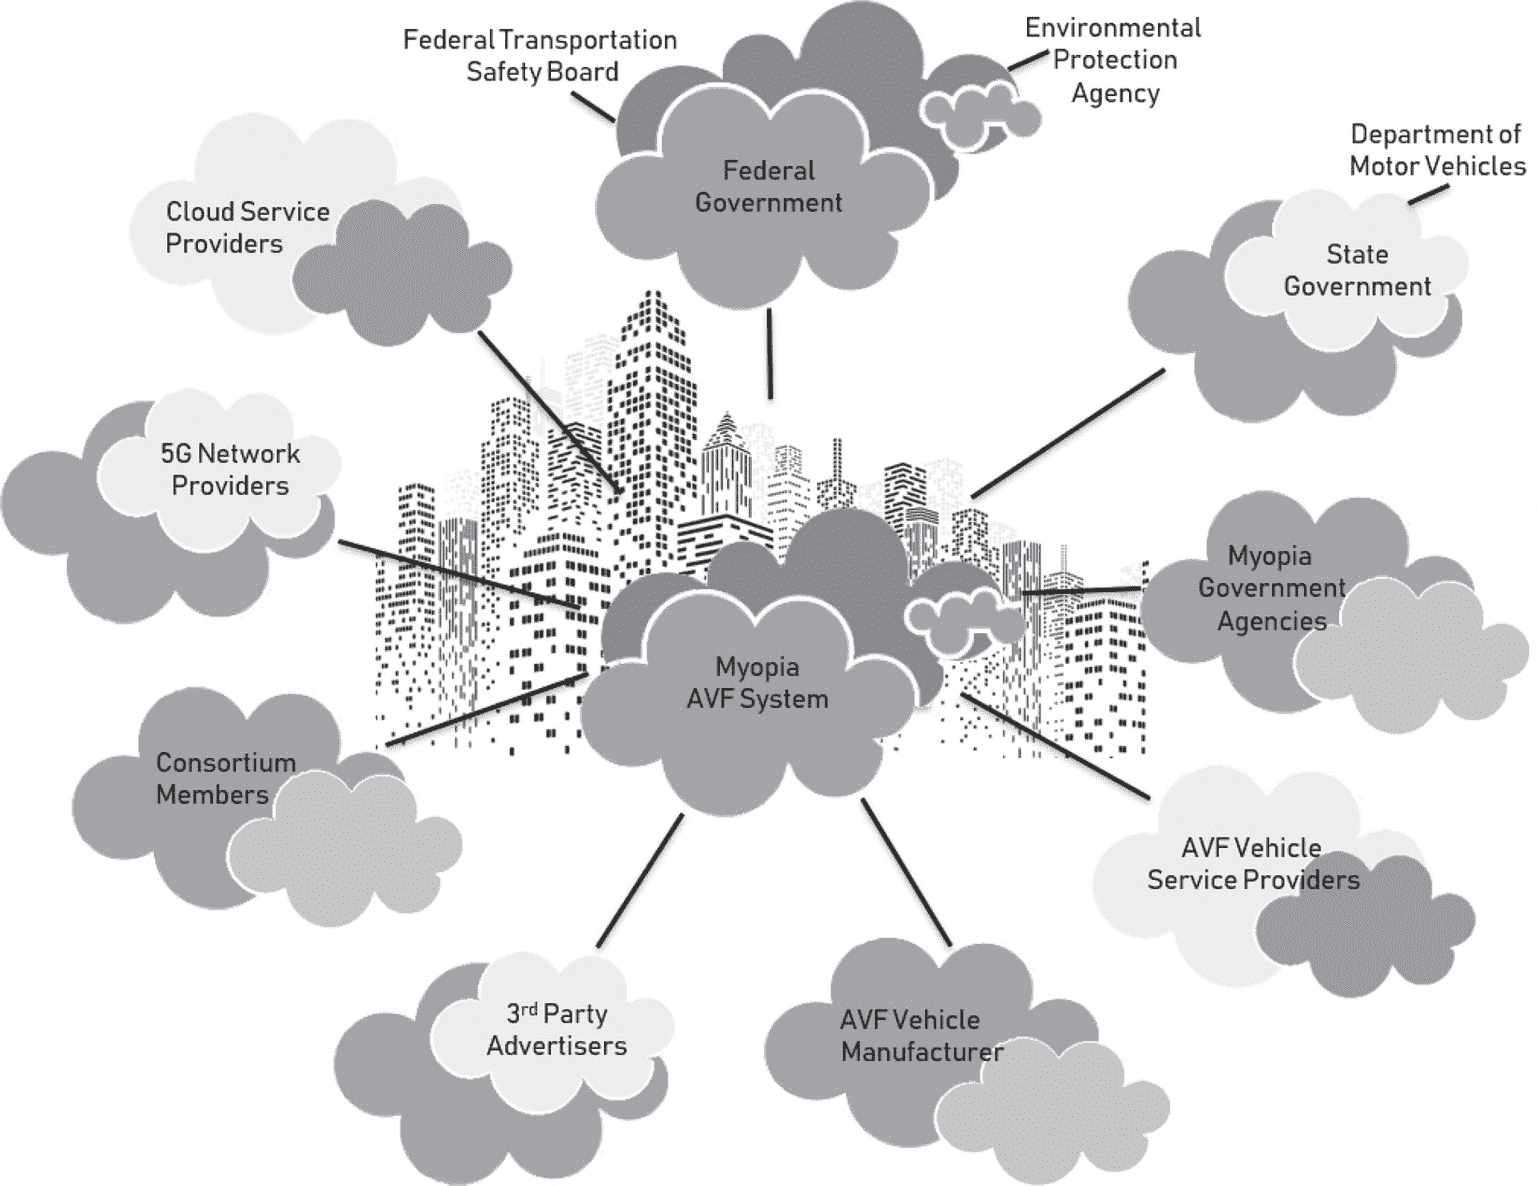 Federal Transportation
Safety Board
Environmental
Protection
Agency
Federal
Government
Department of
Motor Vehicles
Cloud Service
Providers
State
Government
5G Network
Providers
Myopia
Government
Agencies
Myopia
AVF System
Consortium
Members
AVF Vehicle
Service Providers
3rd Party
Advertisers
AVF Vehicle
Manufacturer